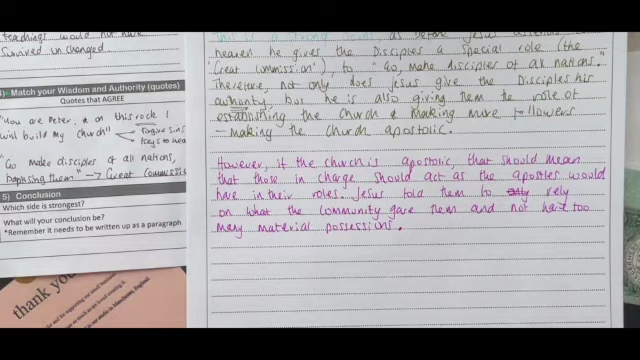 teachings would not have
survived unchanged
4) Match your Wisdom and Authority (quotes)
Quotes that AGREE
"You are Peter, & on this rock I
will build my Church"
forgive sins
keys to hea
"Go make disciples of all nations,
baptising them" → Great commiss
5) Conclusion
Which side is strongest?
What will your conclusion be?
*Remember it needs to be written up as a paragraph
thank you
This is a strong point, as before Jesus
heaven he gives the Disciples a special role (the
'Great Commission'), to "Go, make disciples of all nations."
Therefore, not only does Jesus give the Disciples his
authority, but he is also giving them the role of
establishing the Church & making more followers
- making the Church apostolic.
However, if the church is apostolic, that should mean
that those in charge should act as the apostles would
have in their roles. Jesus told them to rely
on what the community gave them and not have too
many material possessions.